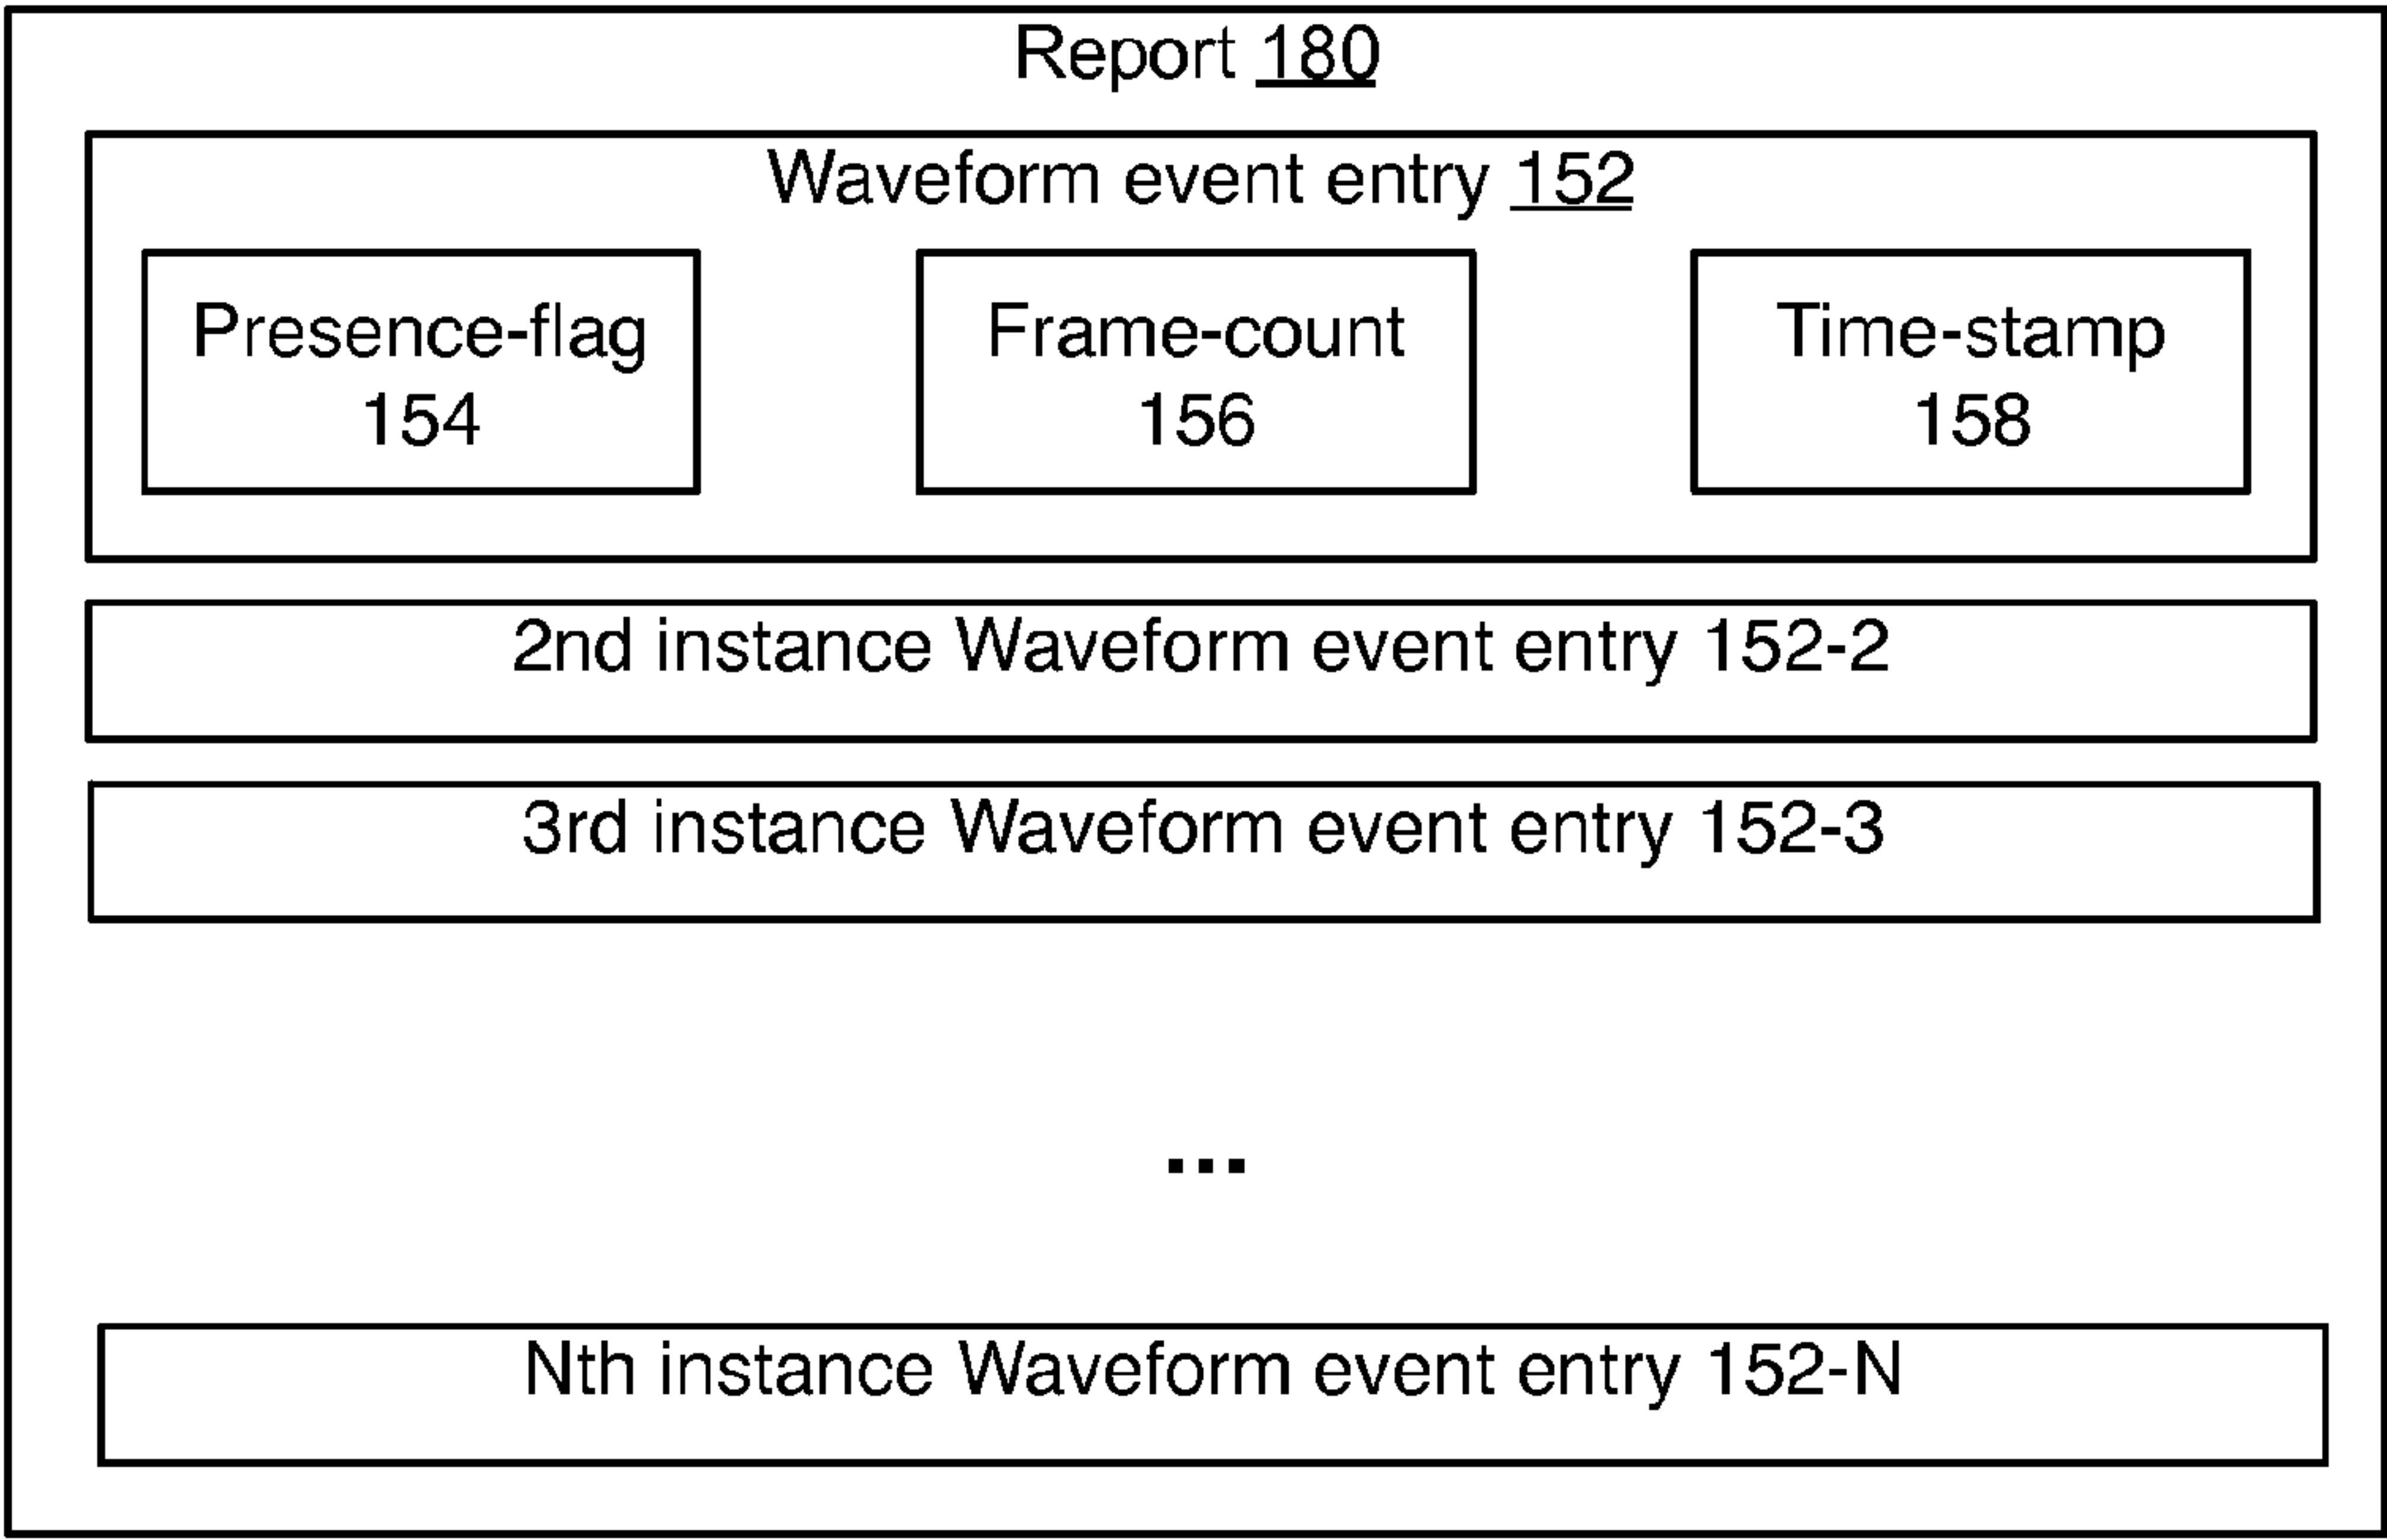 Report 180
Waveform event entry 152
Presence-flag
154
Frame-count
156
Time-stamp
158
2nd instance Waveform event entry 152-2
3rd instance Waveform event entry 152-3
...
Nth instance Waveform event entry 152-N